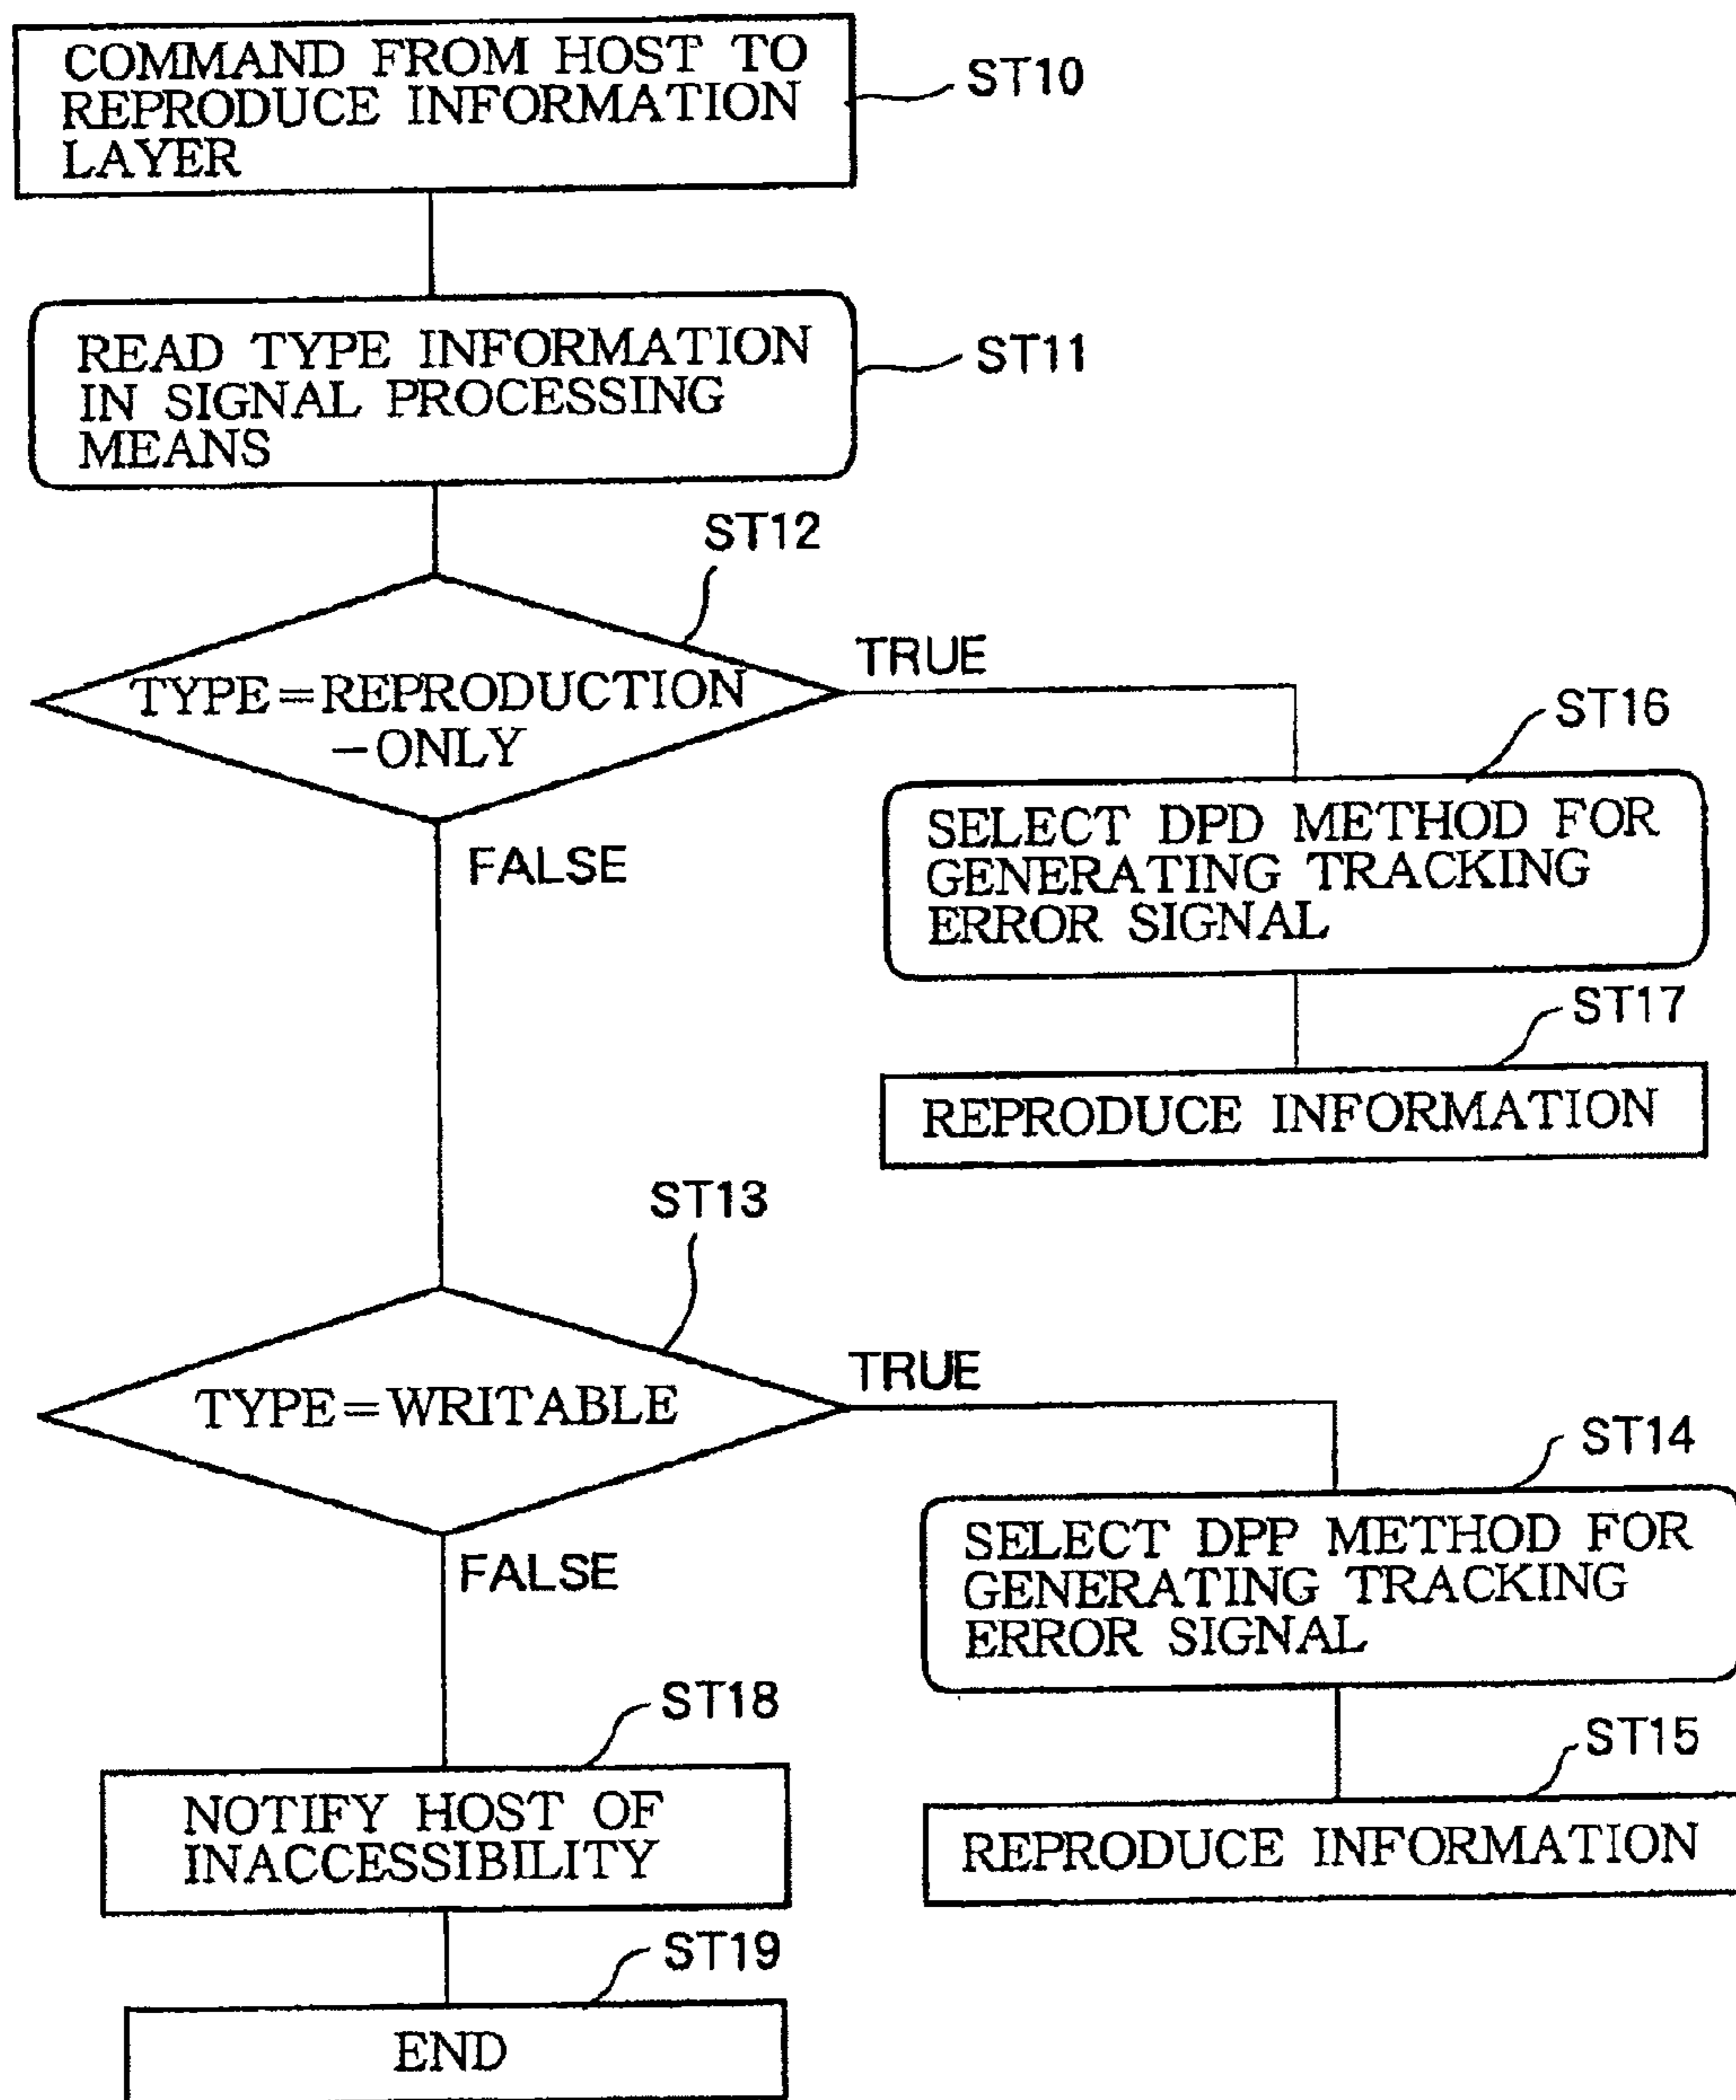 COMMAND FROM HOST TO
REPRODUCE INFORMATION
LAYER
ST10
READ TYPE INFORMATION
IN SIGNAL PROCESSING
MEANS
ST11
ST12
TYPE=REPRODUCTION
-ONLY
TRUE
FALSE
ST16
SELECT DPD METHOD FOR
GENERATING TRACKING
ERROR SIGNAL
ST17
REPRODUCE INFORMATION
ST13
TYPE=WRITABLE
TRUE
FALSE
ST14
SELECT DPP METHOD FOR
GENERATING TRACKING
ERROR SIGNAL
ST15
REPRODUCE INFORMATION
ST18
NOTIFY HOST OF
INACCESSIBILITY
ST19
END